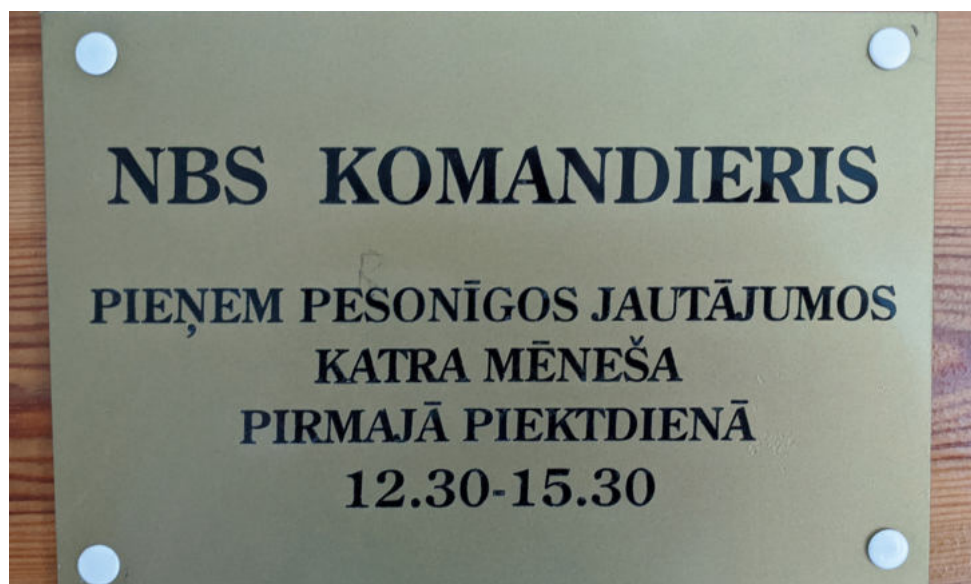 NBS KOMANDIERIS
R
PIEŅEM PESONĪGOS JAUTĀJUMOS
KATRA MĒNEŠA
PIRMAJĀ PIEKTDIENĀ
12.30-15.30